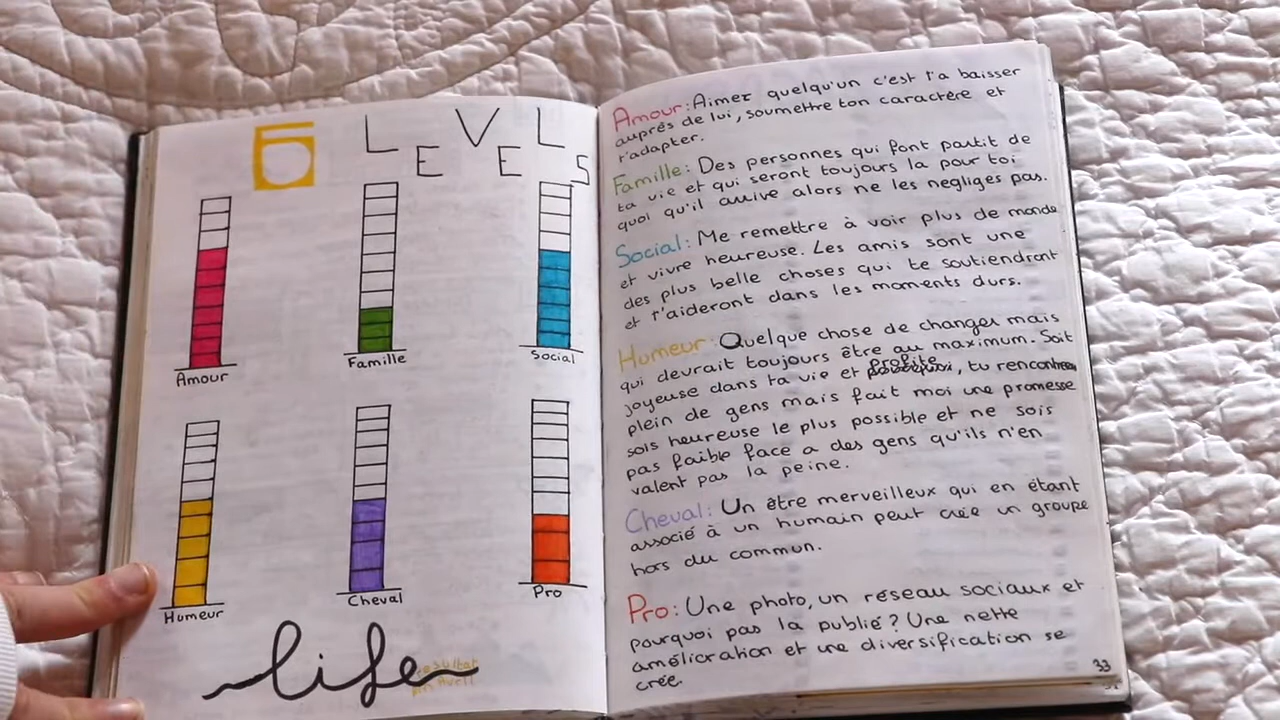 6 LEVELS
Amour
Famille
Social
Humeur
Cheval
Pro
life
Amour: Aimer quelqu'un c'est t'a baisser
auprés de lui, soumettre ton caractère et
t'adapter.
Famille: Des personnes qui font partit de
ta vie et qui seront toujours la pour toi
quoi qu'il arrive alors ne les negliges pas.
Social: Me remettre à voir plus de monde
et vivre heureuse. Les amis sont une
des plus belle choses qui te soutiendront
et t'aideront dans les moments durs.
Humeur: Quelque chose de changer mais
qui devrait toujours être au maximum. Soit
joyeuse dans ta vie et profite, tu rencontres
plein de gens mais fait moi une promesse
sois heureuse le plus possible et ne sois
pas faible face a des gens qu'ils n'en
valent pas la peine.
Cheval: Un être merveilleux qui en étant
associé à un humain peut crée un groupe
hors du commun.
Pro: Une photo, un réseau sociaux et
pourquoi pas la publié? Une nette
amélioration et une diversification se
crée.
33